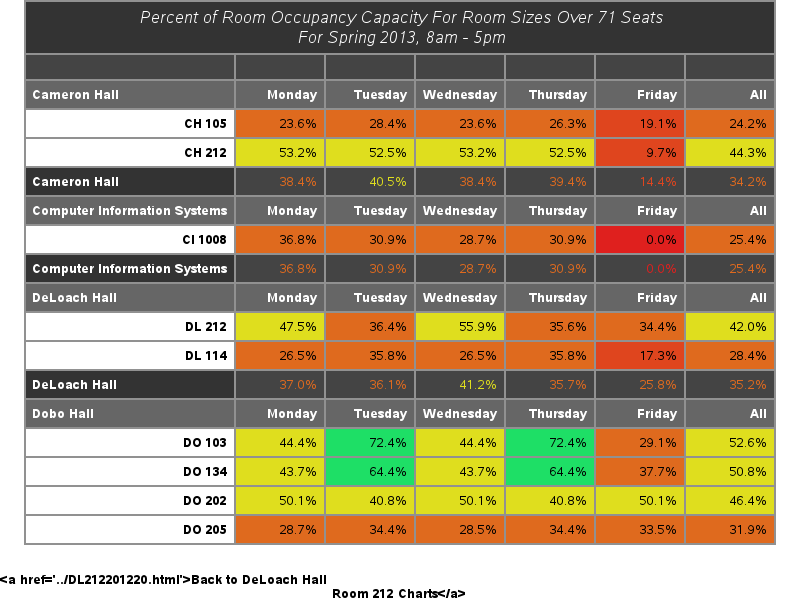 Percent of Room Occupancy Capacity For Room Sizes Over 71 Seats
For Spring 2013, 8am - 5pm
Cameron Hall Monday Tuesday Wednesday Thursday Friday All
CH 105 23.6% 28.4% 23.6% 26.3% 19.1% 24.2%
CH 212 53.2% 52.5% 53.2% 52.5% 9.7% 44.3%
Cameron Hall 38.4% 40.5% 38.4% 39.4% 14.4% 34.2%
Computer Information Systems Monday Tuesday Wednesday Thursday Friday All
CI 1008 36.8% 30.9% 28.7% 30.9% 0.0% 25.4%
Computer Information Systems 36.8% 30.9% 28.7% 30.9% 0.0% 25.4%
DeLoach Hall Monday Tuesday Wednesday Thursday Friday All
DL 212 47.5% 36.4% 55.9% 35.6% 34.4% 42.0%
DL 114 26.5% 35.8% 26.5% 35.8% 17.3% 28.4%
DeLoach Hall 37.0% 36.1% 41.2% 35.7% 25.8% 35.2%
Dobo Hall Monday Tuesday Wednesday Thursday Friday All
DO 103 44.4% 72.4% 44.4% 72.4% 29.1% 52.6%
DO 134 43.7% 64.4% 43.7% 64.4% 37.7% 50.8%
DO 202 50.1% 40.8% 50.1% 40.8% 50.1% 46.4%
DO 205 28.7% 34.4% 28.5% 34.4% 33.5% 31.9%
<a href='../DL212201220.html'>Back to DeLoach Hall
Room 212 Charts</a>